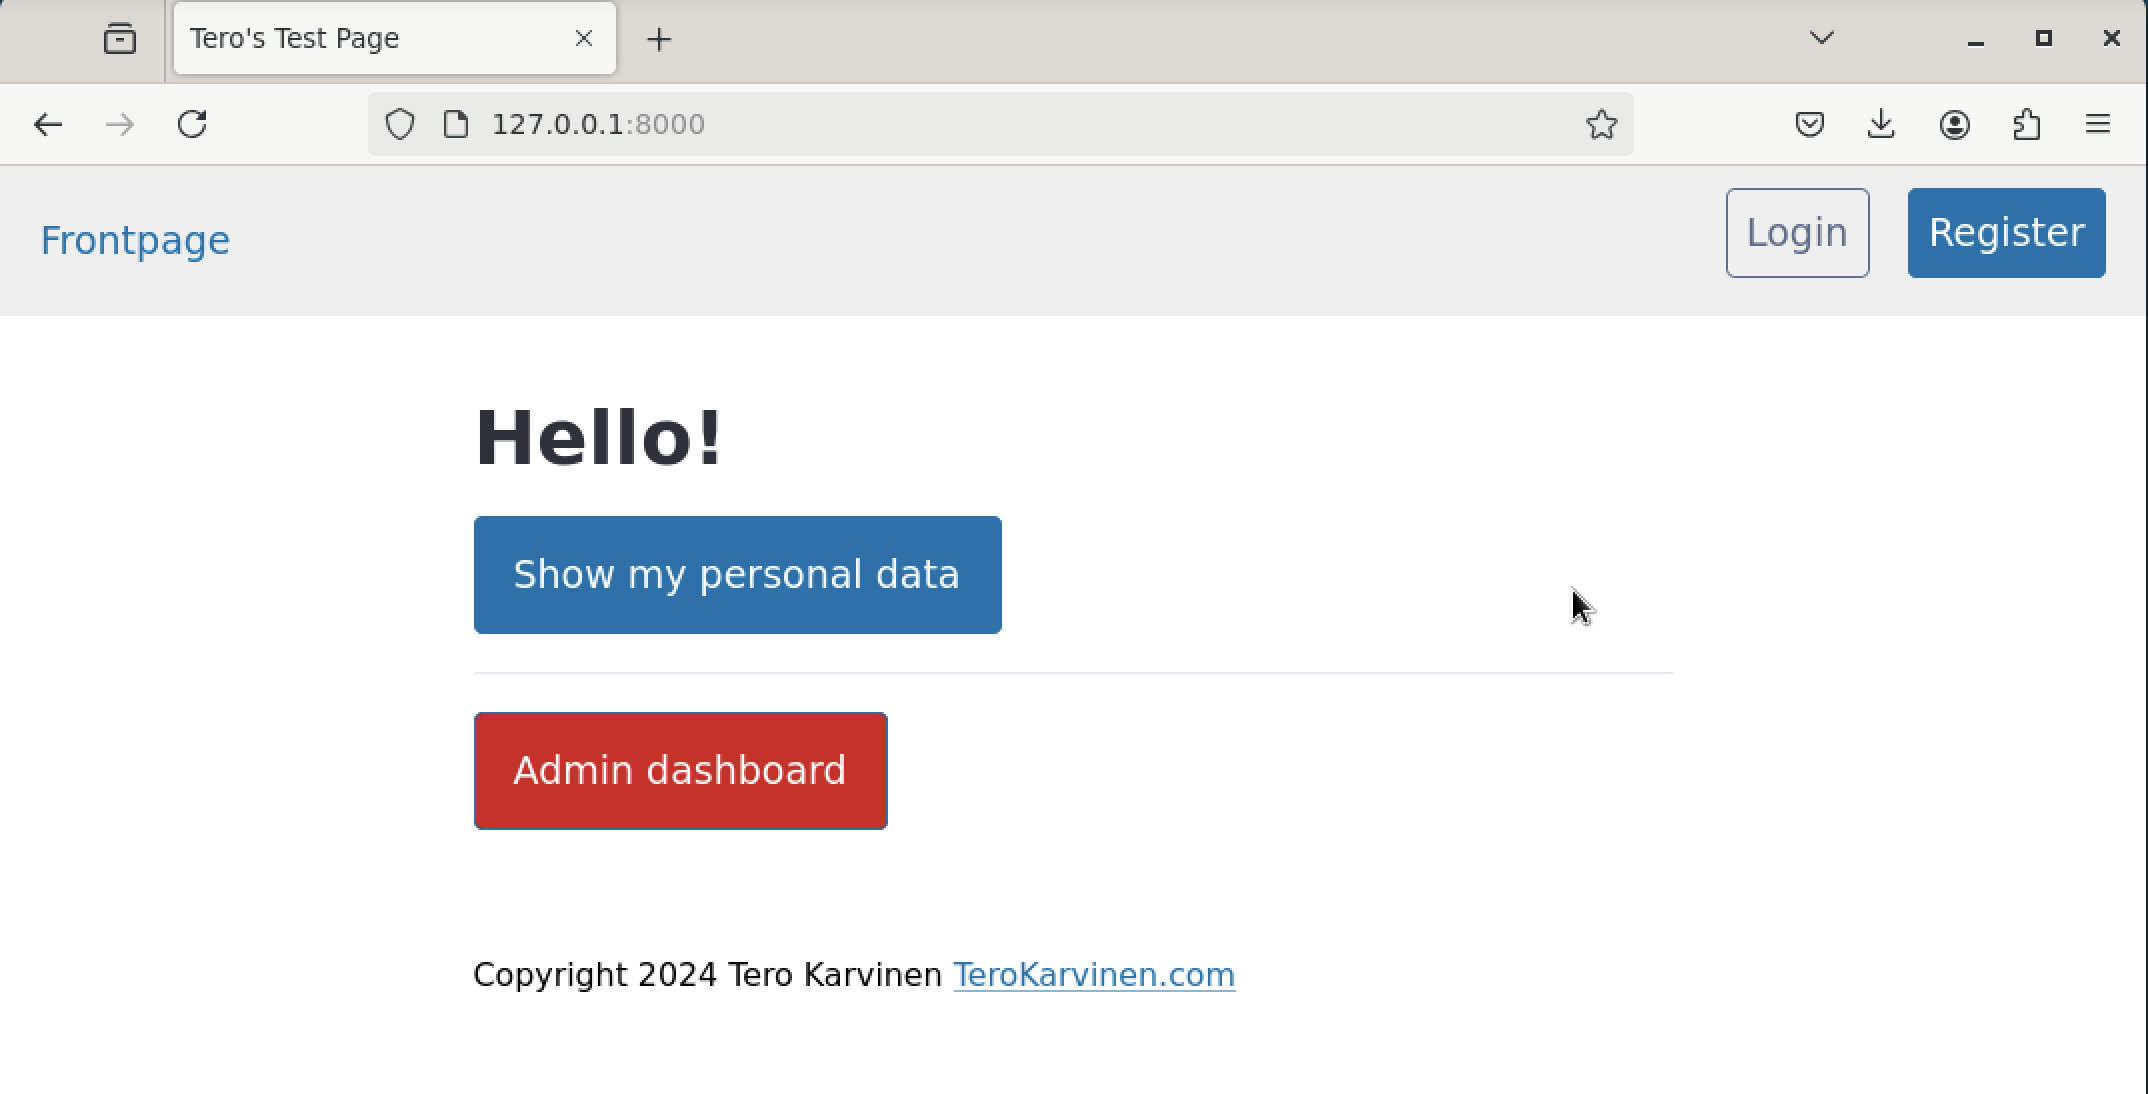 Tero's Test Page
127.0.0.1:8000
Frontpage
Login
Register
Hello!
Show my personal data
Admin dashboard
Copyright 2024 Tero Karvinen TeroKarvinen.com